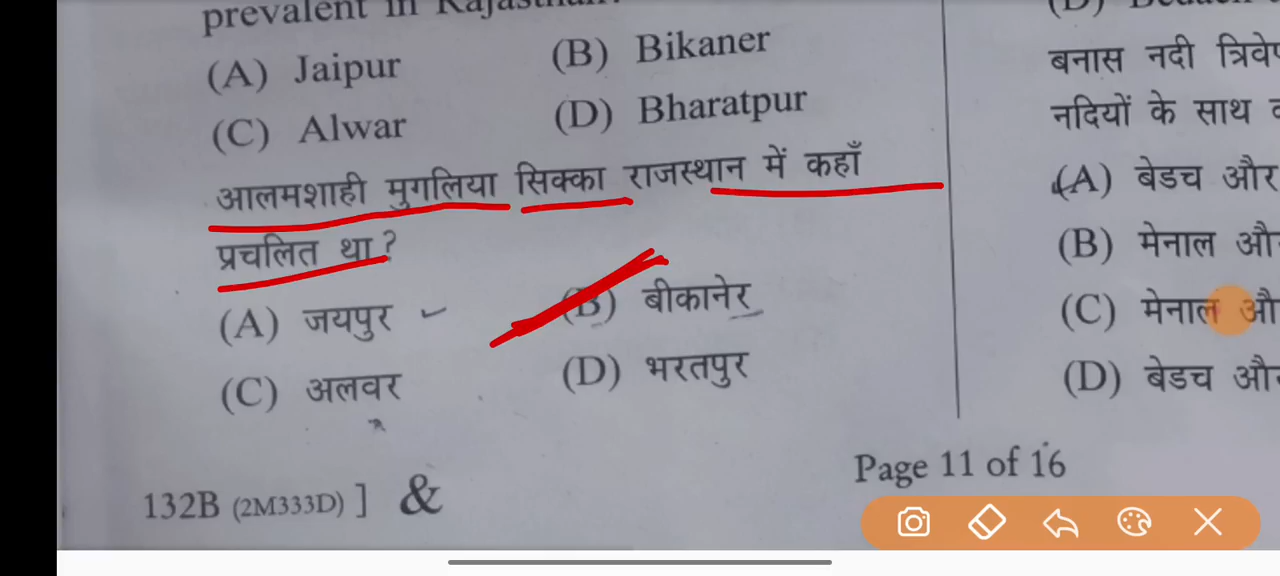 prevalent in Rajasthan?
(A) Jaipur (B) Bikaner
(C) Alwar (D) Bharatpur
आलमशाही मुगलिया सिक्का राजस्थान में कहाँ
प्रचलित था?
(A) जयपुर (B) बीकानेर
(C) अलवर (D) भरतपुर
132B (2M333D) ] &
Page 11 of 16
(D)
बनास नदी
नदियों के साथ
(A) बेडच और
(B) मेनाल
(C) मेनाल
(D) बेडच